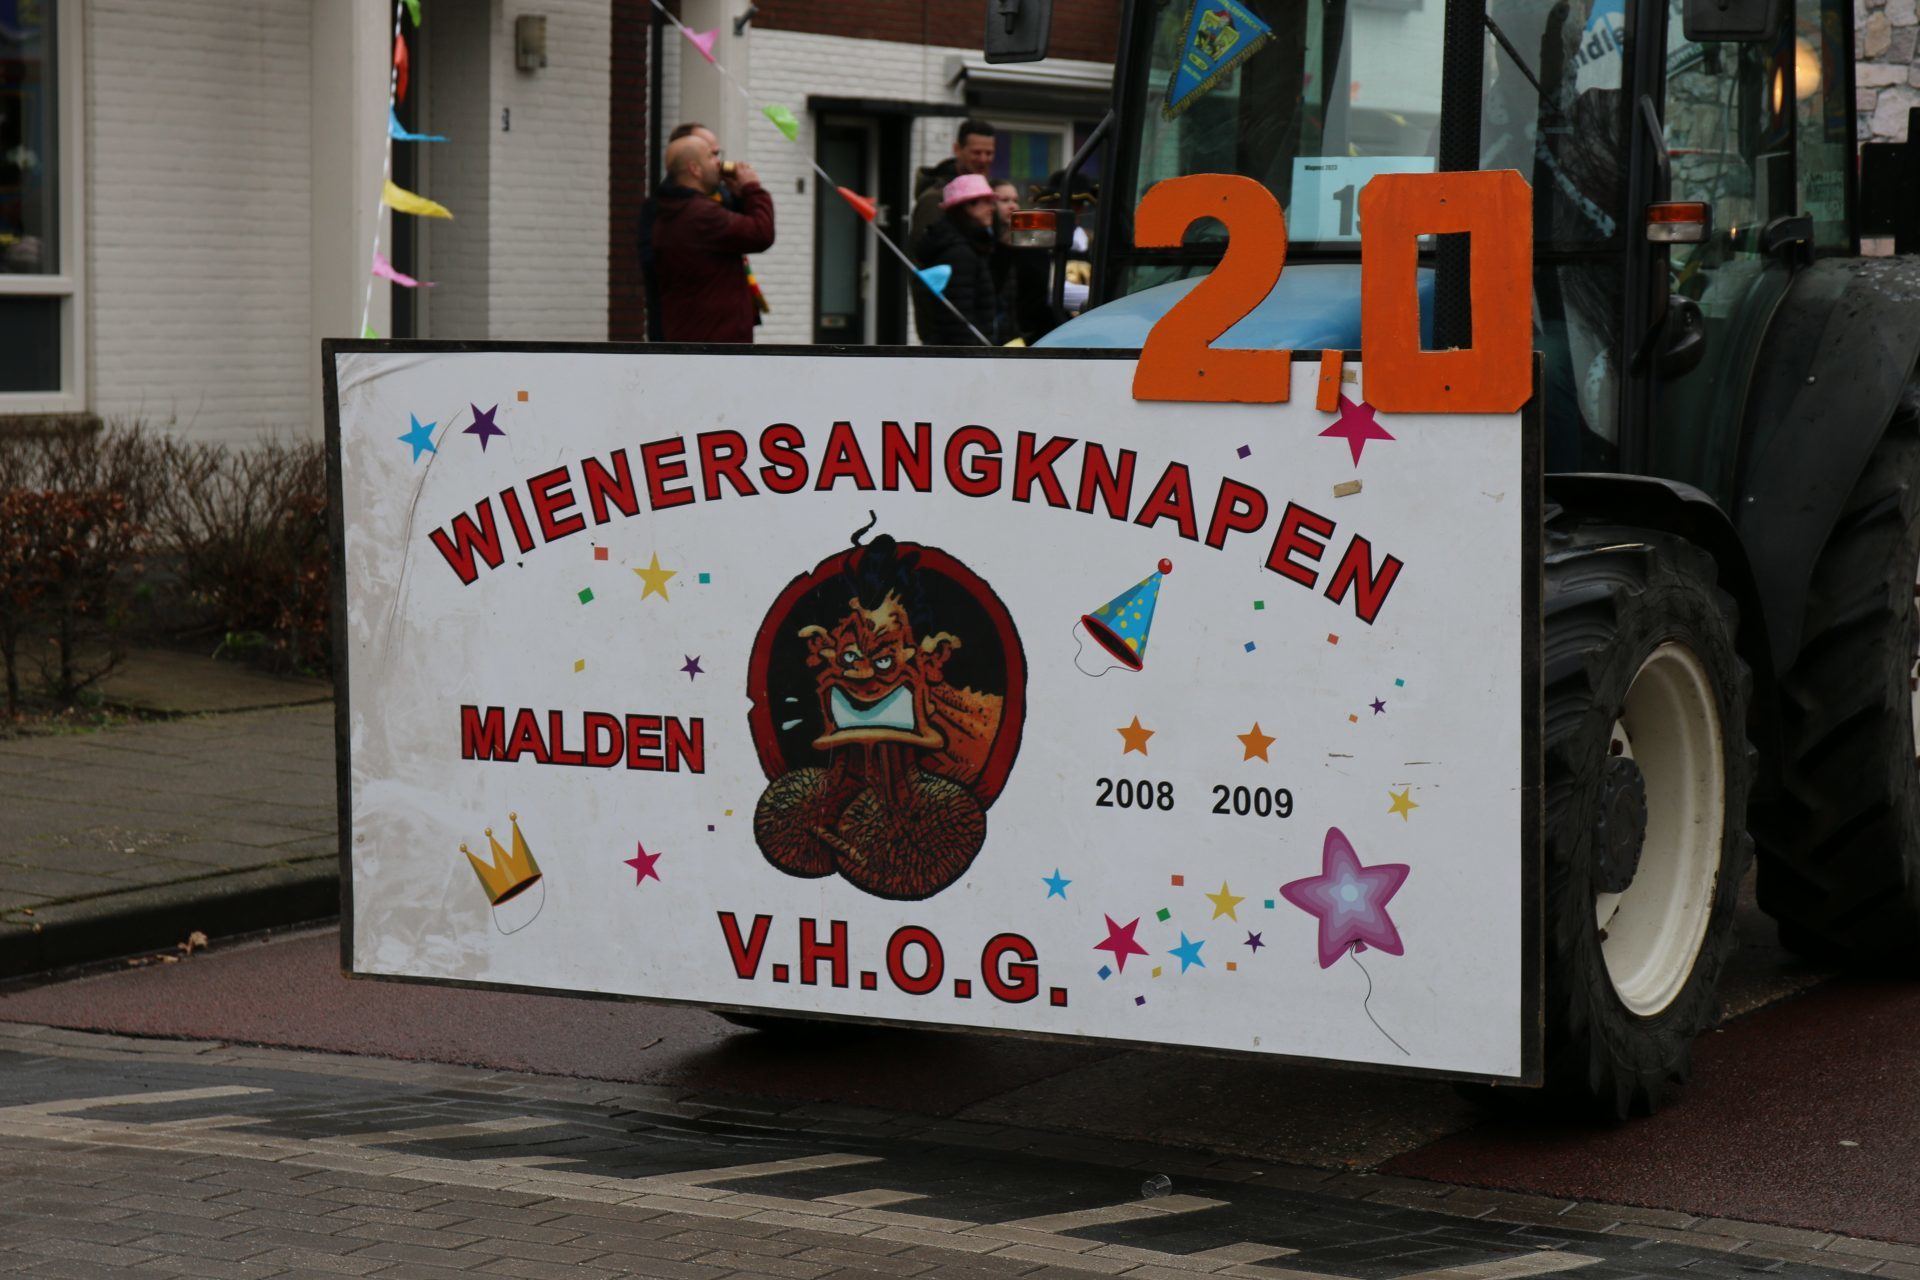 2,0
WIENERSANGKNAPEN
MALDEN
2008 2009
V.H.O.G.